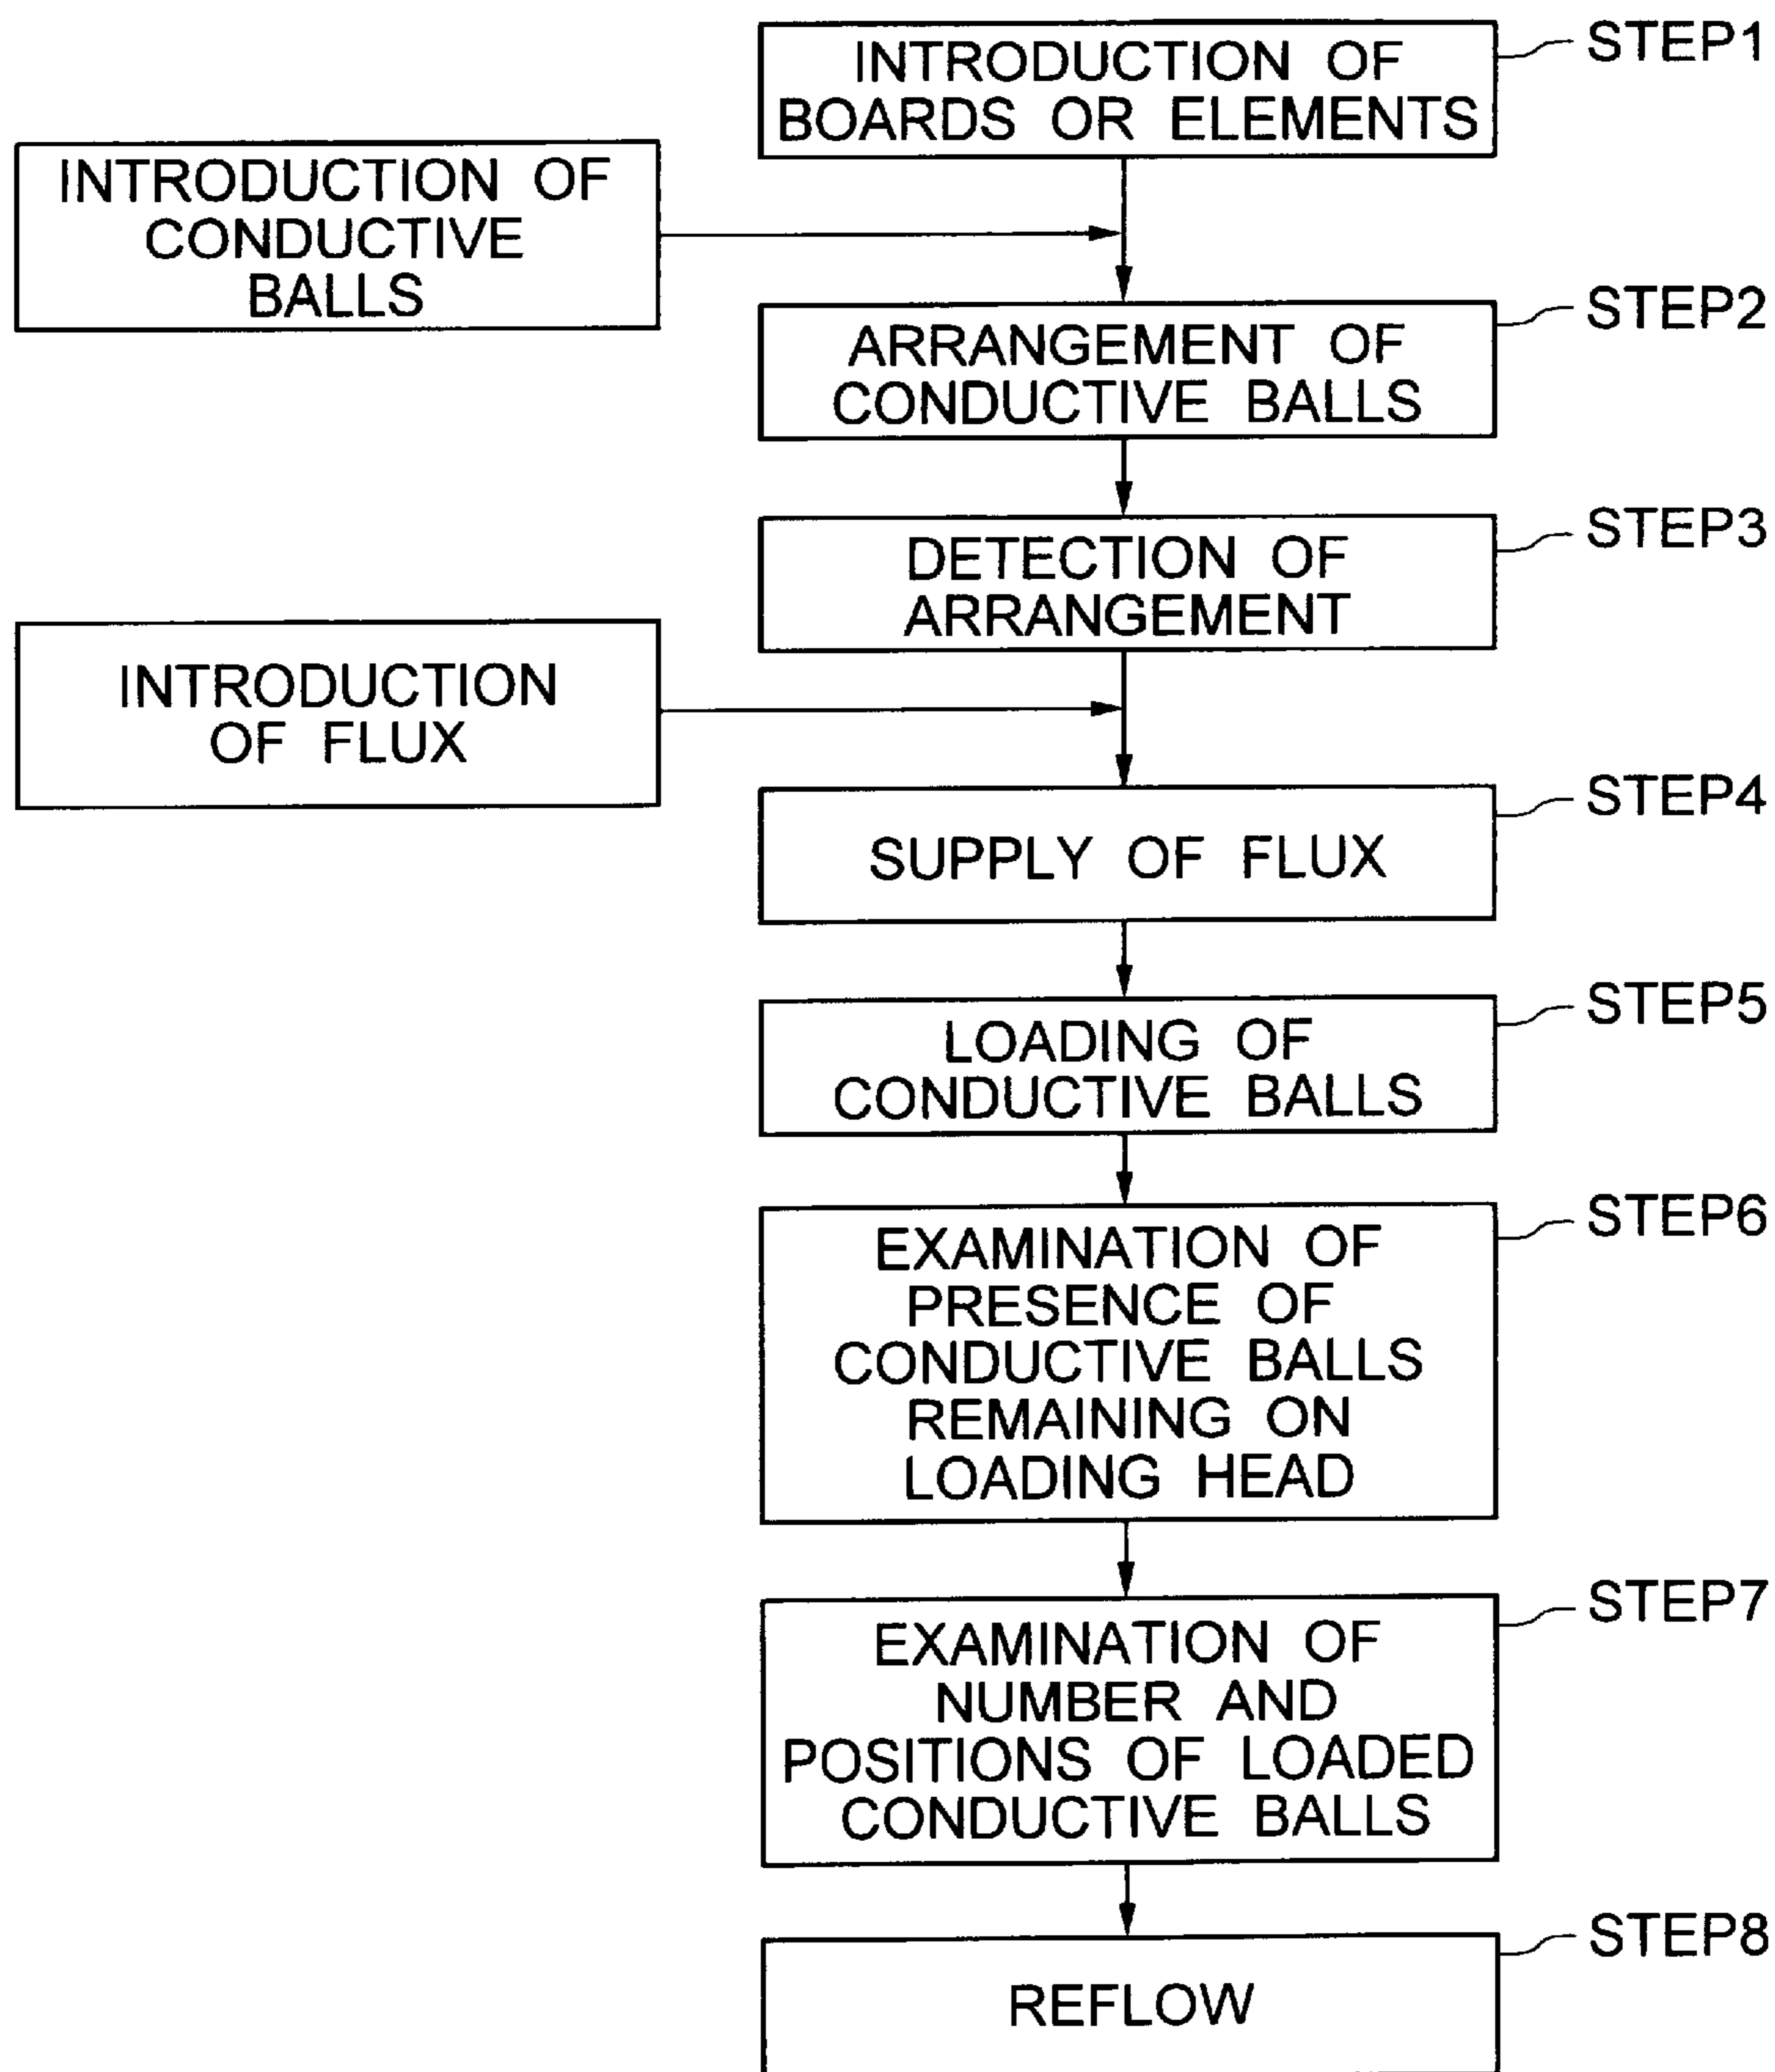 STEP1
INTRODUCTION OF
BOARDS OR ELEMENTS
INTRODUCTION OF
CONDUCTIVE
BALLS
STEP2
ARRANGEMENT OF
CONDUCTIVE BALLS
STEP3
DETECTION OF
ARRANGEMENT
INTRODUCTION
OF FLUX
STEP4
SUPPLY OF FLUX
STEP5
LOADING OF
CONDUCTIVE BALLS
STEP6
EXAMINATION OF
PRESENCE OF
CONDUCTIVE BALLS
REMAINING ON
LOADING HEAD
STEP7
EXAMINATION OF
NUMBER AND
POSITIONS OF LOADED
CONDUCTIVE BALLS
STEP8
REFLOW